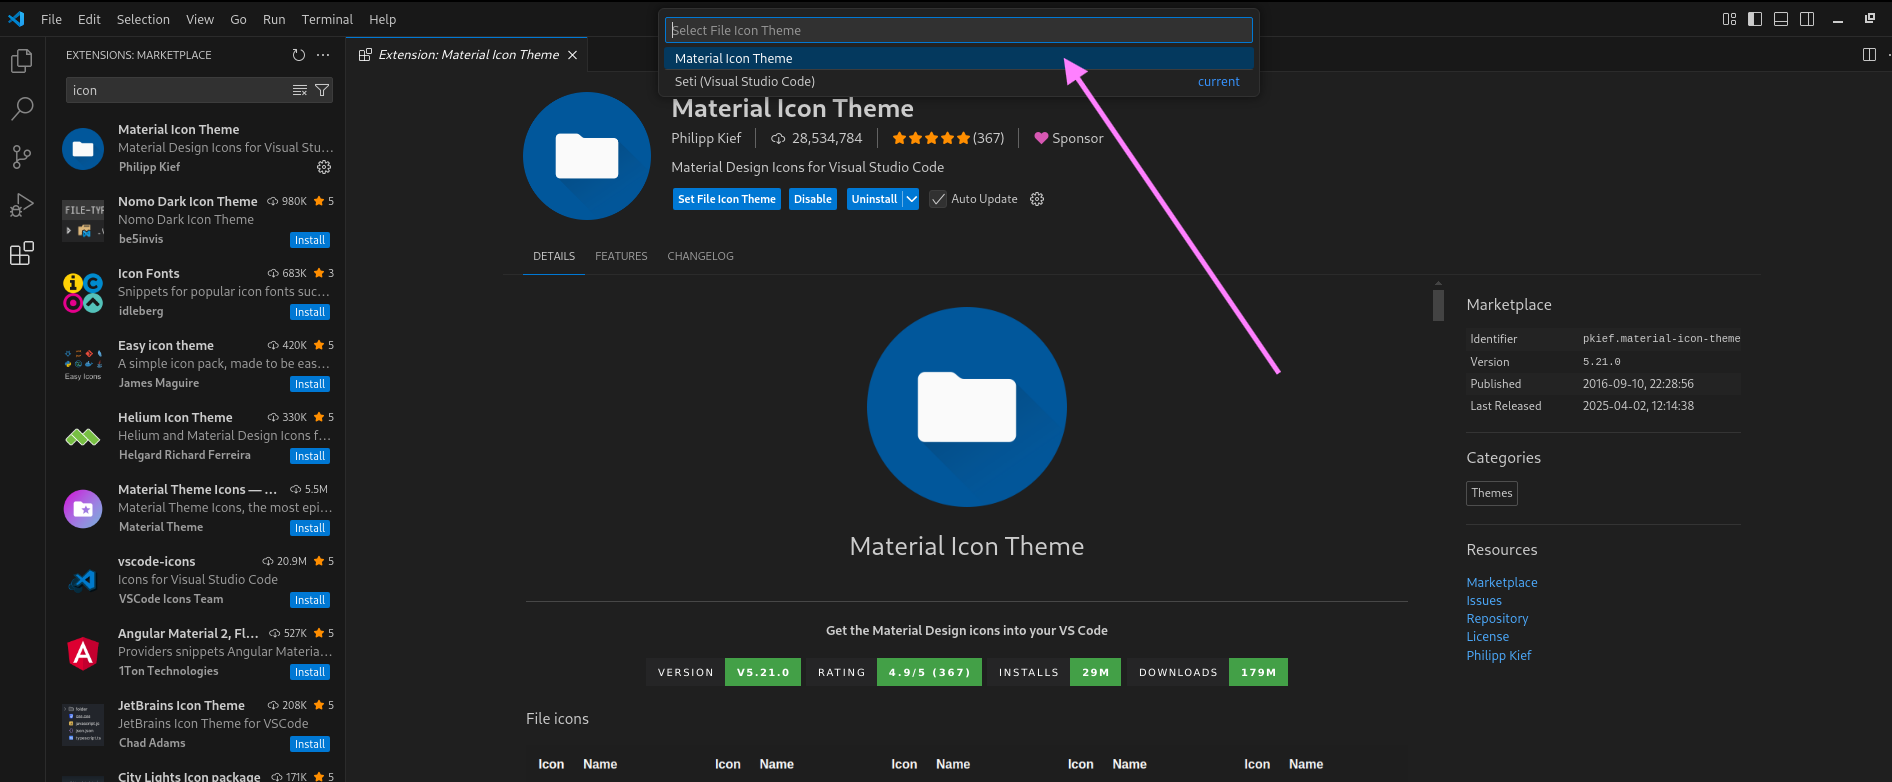 File Edit Selection View Go Run Terminal Help
Select File Icon Theme
Material Icon Theme
Seti (Visual Studio Code) current
EXTENSIONS: MARKETPLACE
icon
Material Icon Theme
Material Design Icons for Visual Stu...
Philipp Kief
Nomo Dark Icon Theme 980K 5
Nomo Dark Icon Theme
be5invis Install
Icon Fonts 683K 3
Snippets for popular icon fonts suc...
idleberg Install
Easy icon theme 420K 5
A simple icon pack, made to be eas...
James Maguire Install
Easy Icons
Helium Icon Theme 330K 5
Helium and Material Design Icons f...
Helgard Richard Ferreira Install
Material Theme Icons — ... 5.5M
Material Theme Icons, the most epi...
Material Theme Install
vscode-icons 20.9M 5
Icons for Visual Studio Code
VSCode Icons Team Install
Angular Material 2, Fl... 527K 5
Providers snippets Angular Materia...
1Ton Technologies Install
JetBrains Icon Theme 208K 5
JetBrains Icon Theme for VSCode
Chad Adams Install
City Lights Icon package 171K 5
Extension: Material Icon Theme
Material Icon Theme
Philipp Kief 28,534,784 (367) Sponsor
Material Design Icons for Visual Studio Code
Set File Icon Theme Disable Uninstall Auto Update
DETAILS FEATURES CHANGELOG
Material Icon Theme
Get the Material Design icons into your VS Code
VERSION V5.21.0 RATING 4.9/5 (367) INSTALLS 29M DOWNLOADS 179M
File icons
Icon Name Icon Name Icon Name Icon Name Icon Name
Marketplace
Identifier pkief.material-icon-theme
Version 5.21.0
Published 2016-09-10, 22:28:56
Last Released 2025-04-02, 12:14:38
Categories
Themes
Resources
Marketplace
Issues
Repository
License
Philipp Kief